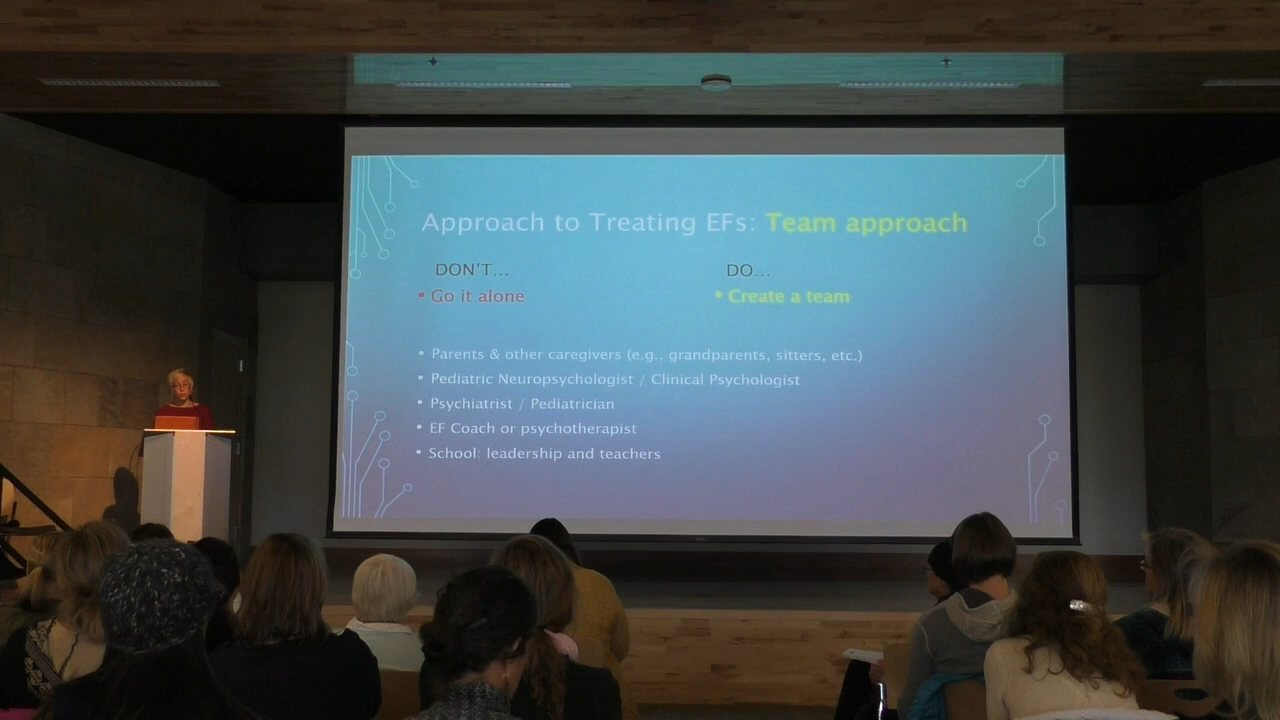 Approach to Treating EFs: Team approach
DON'T...
• Go it alone
DO...
• Create a team
• Parents & other caregivers (e.g., grandparents, sitters, etc.)
• Pediatric Neuropsychologist / Clinical Psychologist
• Psychiatrist / Pediatrician
• EF Coach or psychotherapist
• School: leadership and teachers